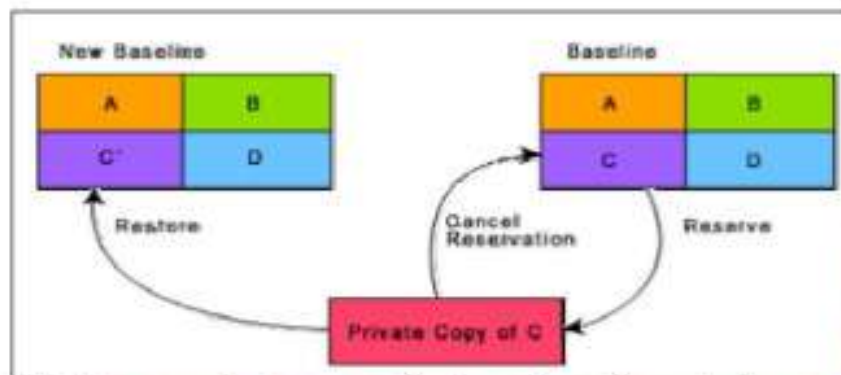 New Baseline
A B
C' D
Baseline
A B
C D
Restore
Cancel
Reservation
Reserve
Private Copy of C